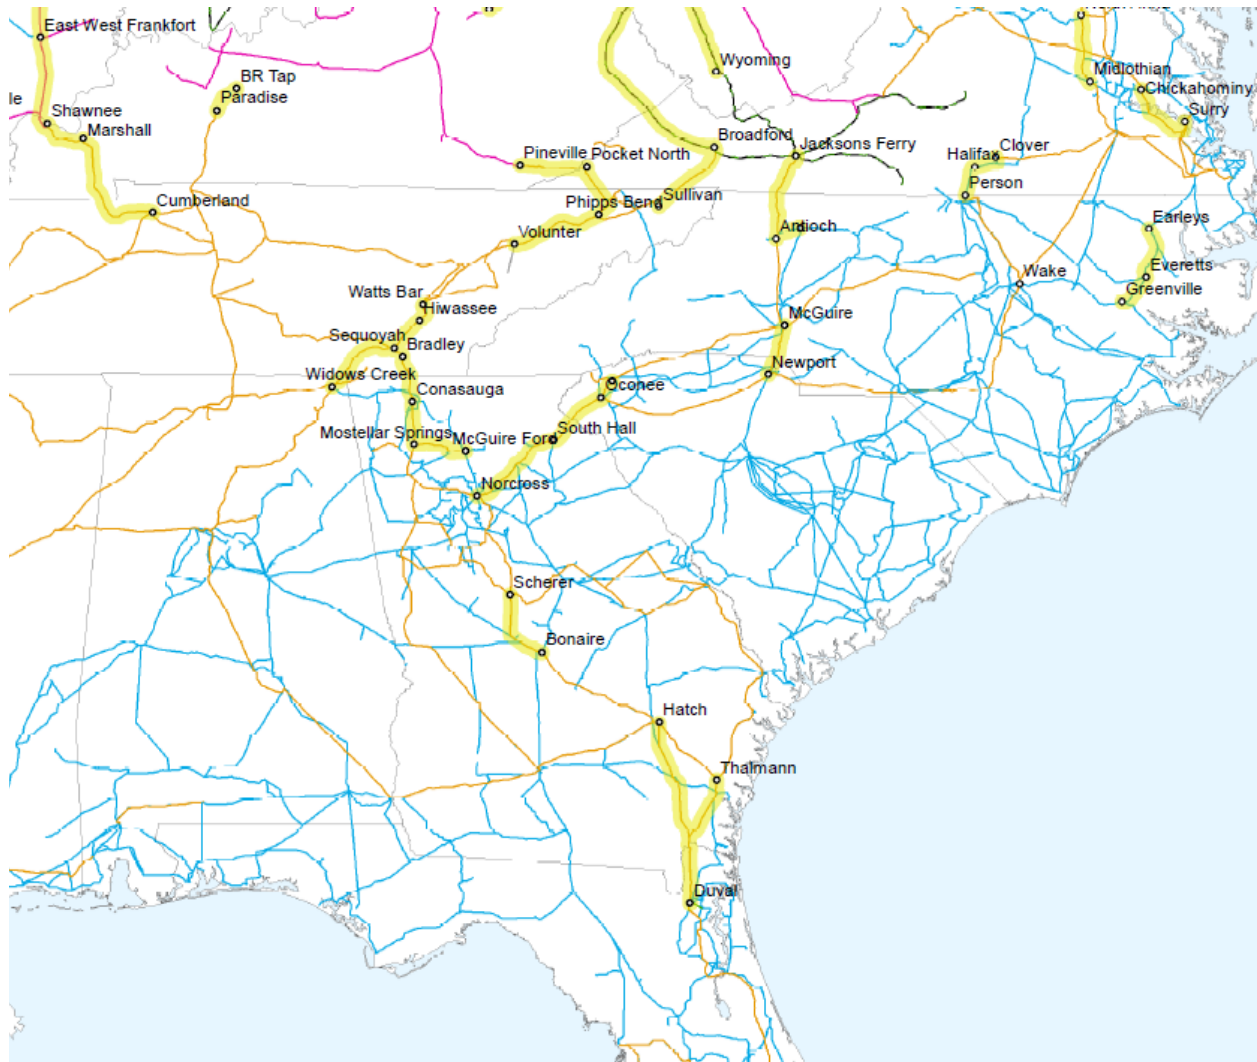 East West Frankfort
Wyoming
BR Tap
Midlothian
Chickahominy
le
Shawnee
Paradise
Surry
Marshall
Broadford
Jacksons Ferry
Clover
Halifax
Pineville
Pocket North
Person
Cumberland
Phipps Bend
Sullivan
Earleys
Volunter
Antioch
Wake
Everetts
Greenville
Watts Bar
Hiwassee
McGuire
Sequoyah
Bradley
Widows Creek
Newport
Oconee
Conasauga
Mostellar Springs
McGuire Ford
South Hall
Norcross
Scherer
Bonaire
Hatch
Thalmann
Duval